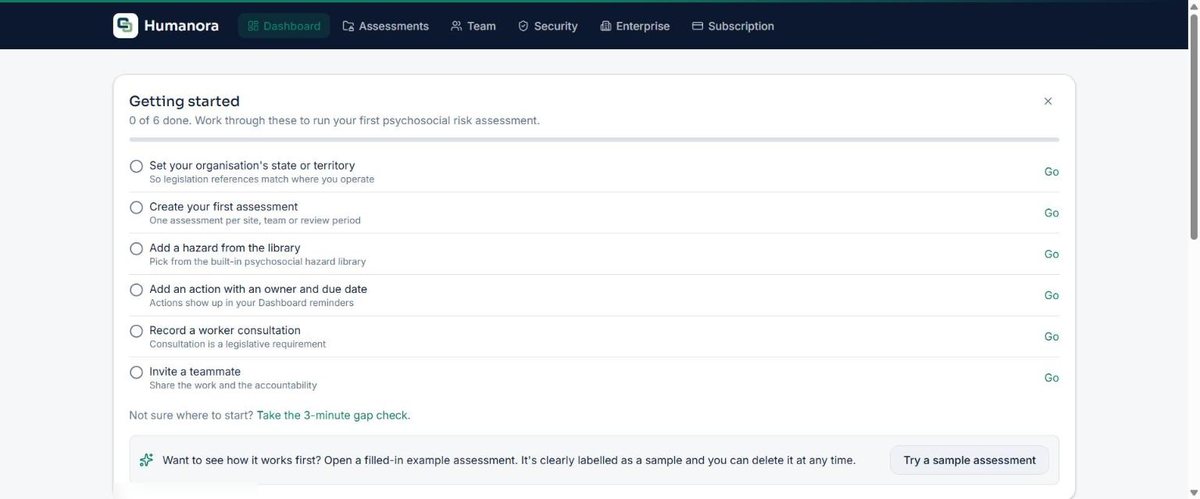 Humanora Dashboard Assessments Team Security Enterprise Subscription
Getting started
0 of 6 done. Work through these to run your first psychosocial risk assessment.
Set your organisation's state or territory
So legislation references match where you operate
Go
Create your first assessment
One assessment per site, team or review period
Go
Add a hazard from the library
Pick from the built-in psychosocial hazard library
Go
Add an action with an owner and due date
Actions show up in your Dashboard reminders
Go
Record a worker consultation
Consultation is a legislative requirement
Go
Invite a teammate
Share the work and the accountability
Go
Not sure where to start? Take the 3-minute gap check.
Want to see how it works first? Open a filled-in example assessment. It's clearly labelled as a sample and you can delete it at any time. Try a sample assessment